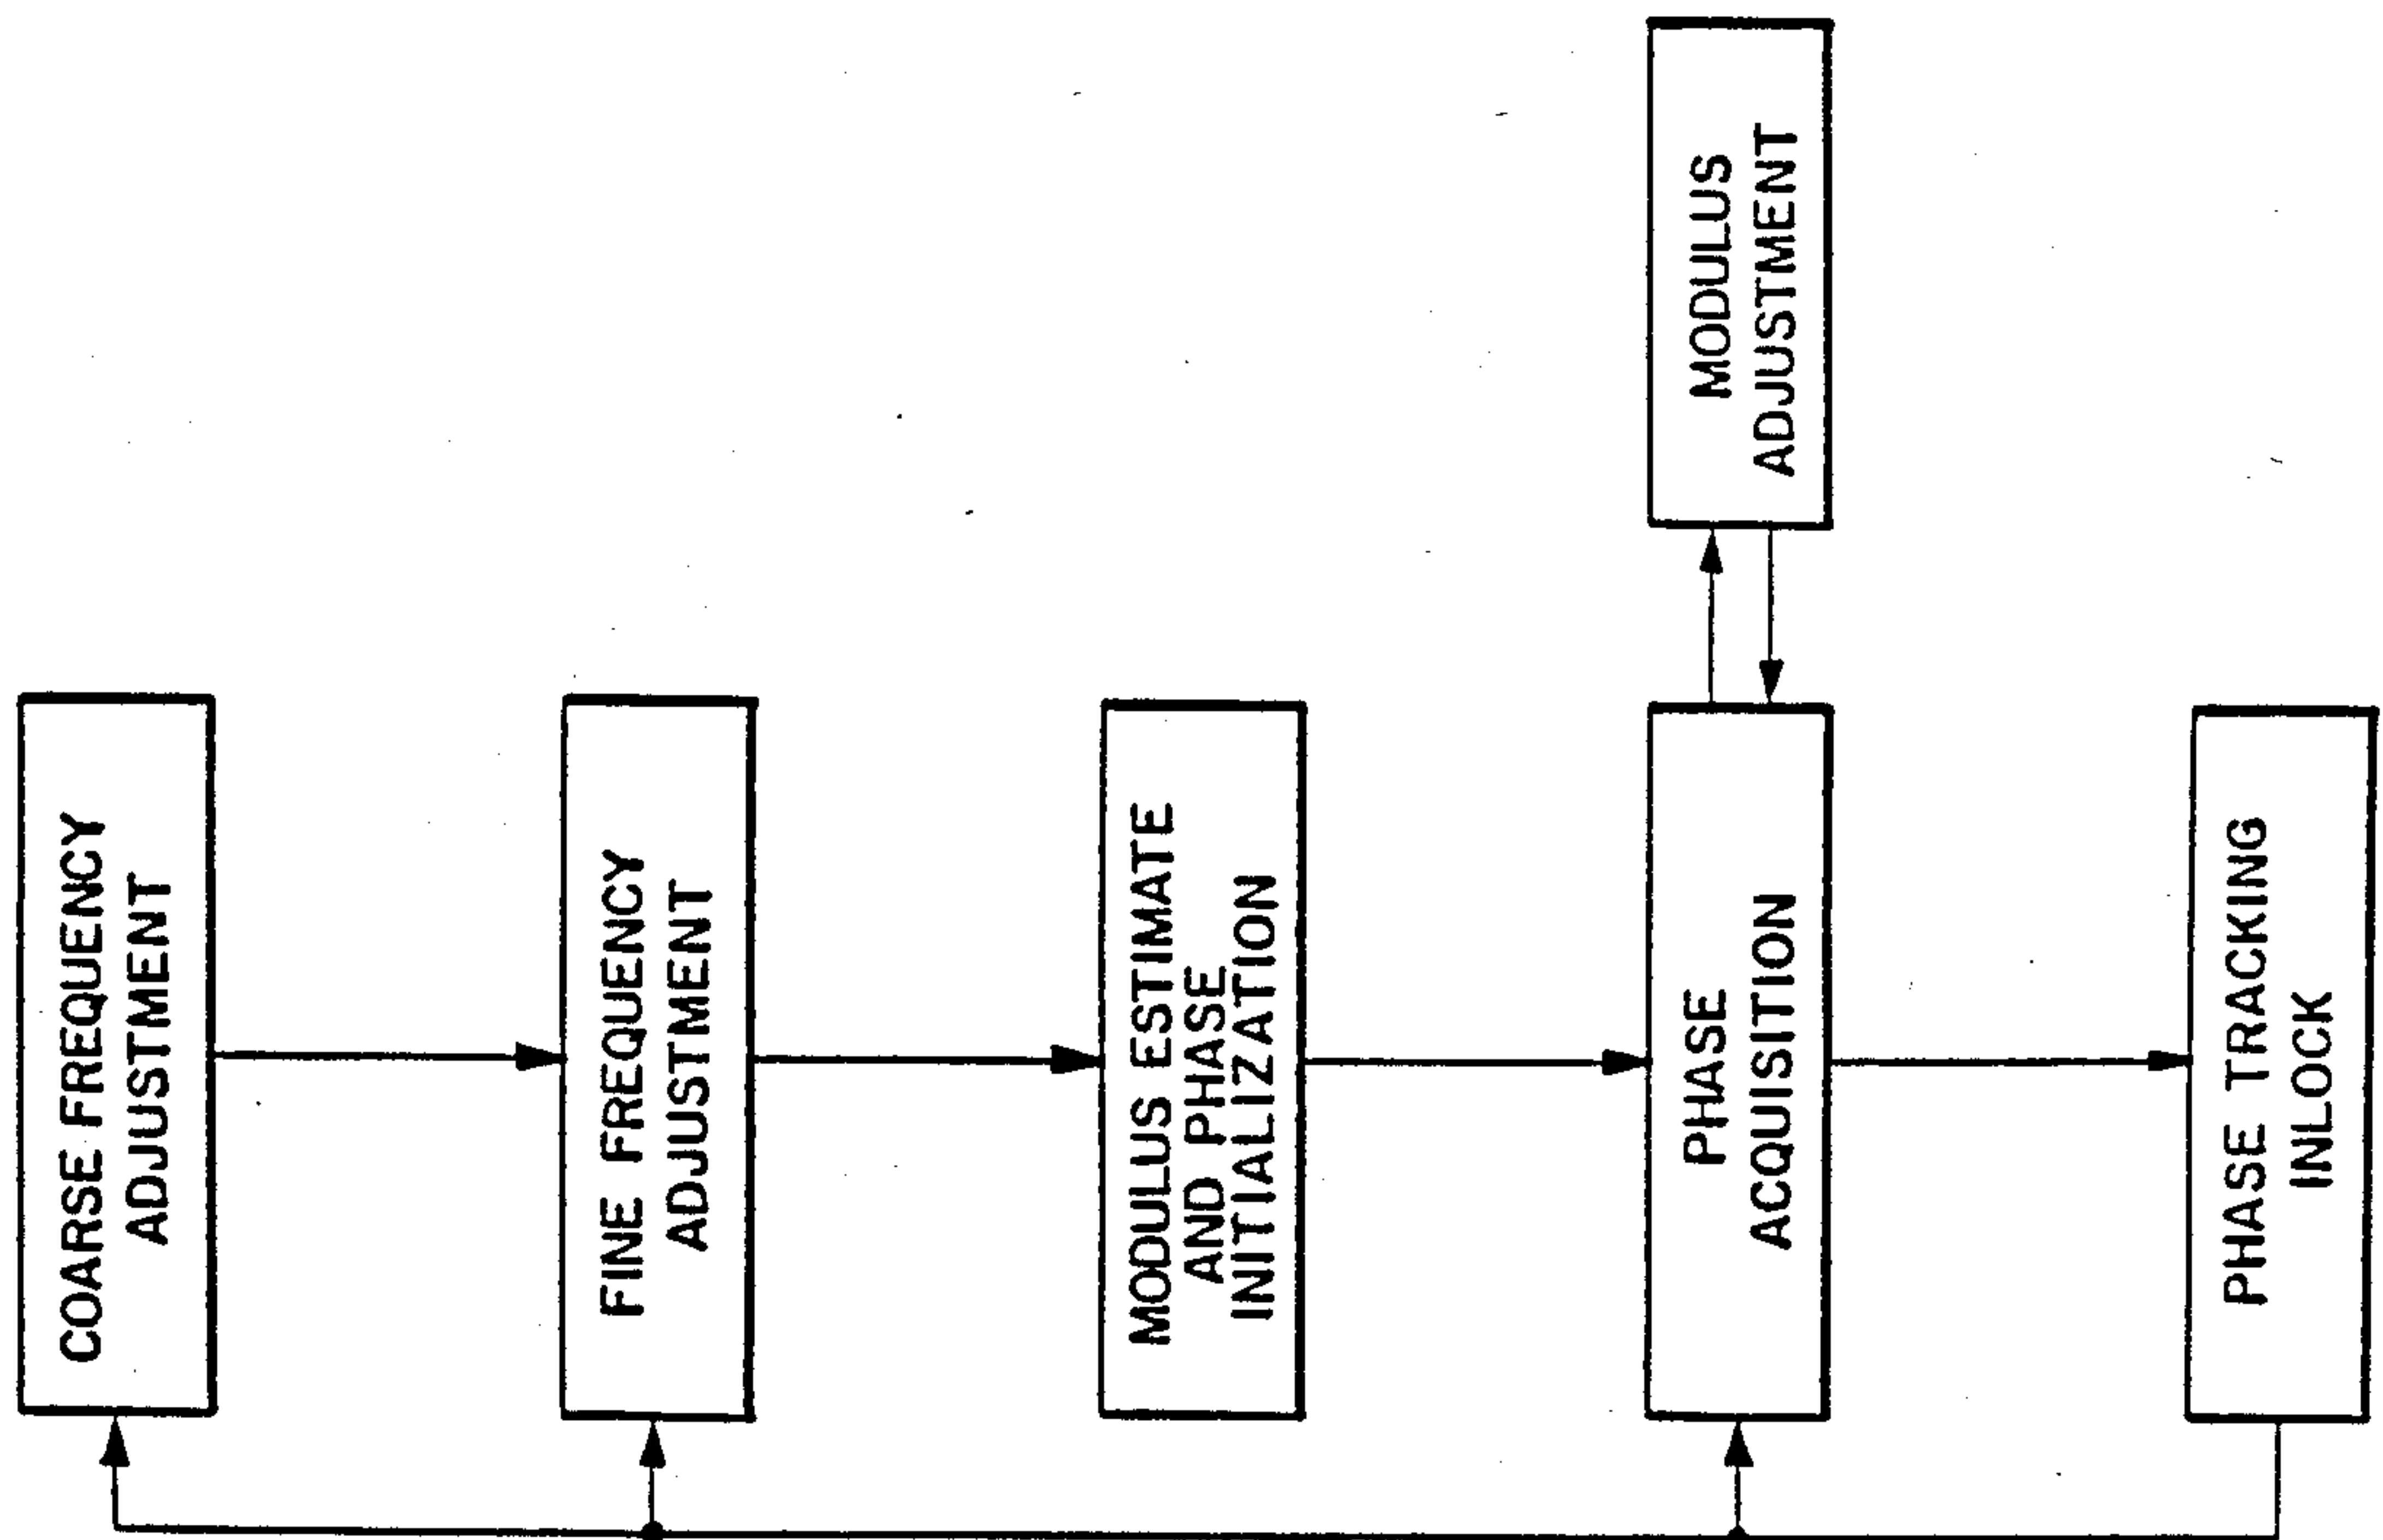 COARSE FREQUENCY
ADJUSTMENT
FINE FREQUENCY
ADJUSTMENT
MODULUS ESTIMATE
AND PHASE
INITIALIZATION
PHASE
ACQUISITION
MODULUS
ADJUSTMENT
PHASE TRACKING
INLOCK